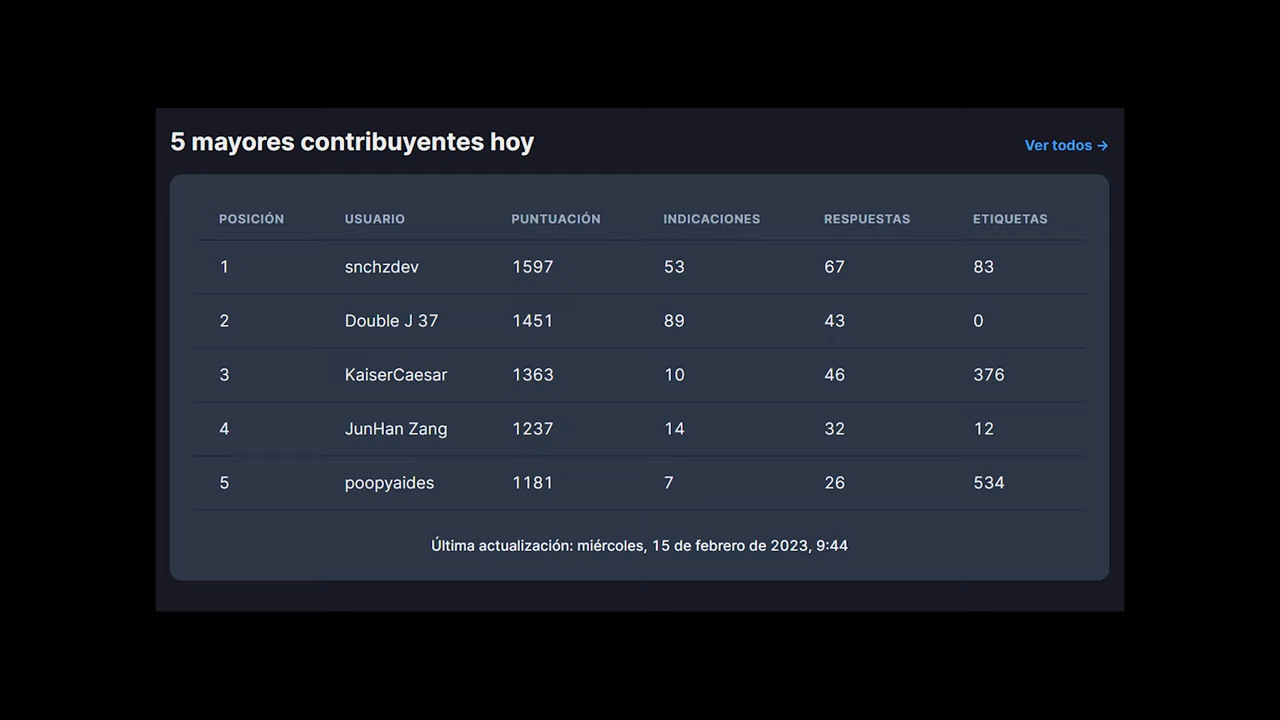 5 mayores contribuyentes hoy
Ver todos →
POSICIÓN USUARIO PUNTUACIÓN INDICACIONES RESPUESTAS ETIQUETAS
1 snchzdev 1597 53 67 83
2 Double J 37 1451 89 43 0
3 KaiserCaesar 1363 10 46 376
4 JunHan Zang 1237 14 32 12
5 poopyaides 1181 7 26 534
Última actualización: miércoles, 15 de febrero de 2023, 9:44